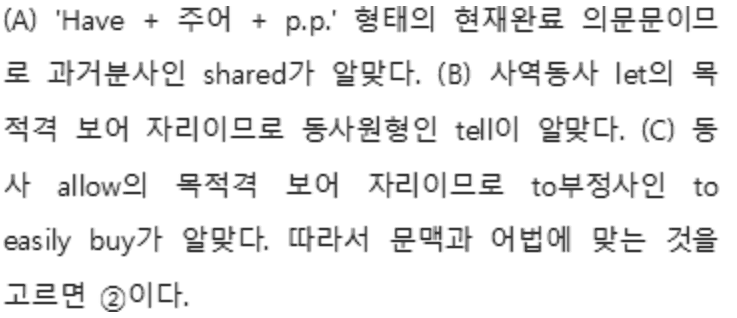 (A) 'Have + 주어 + p.p.' 형태의 현재완료 의문문이므
로 과거분사인 shared가 알맞다. (B) 사역동사 let의 목
적격 보어 자리이므로 동사원형인 tell이 알맞다. (C) 동
사 allow의 목적격 보어 자리이므로 to부정사인 to
easily buy가 알맞다. 따라서 문맥과 어법에 맞는 것을
고르면 ②이다.